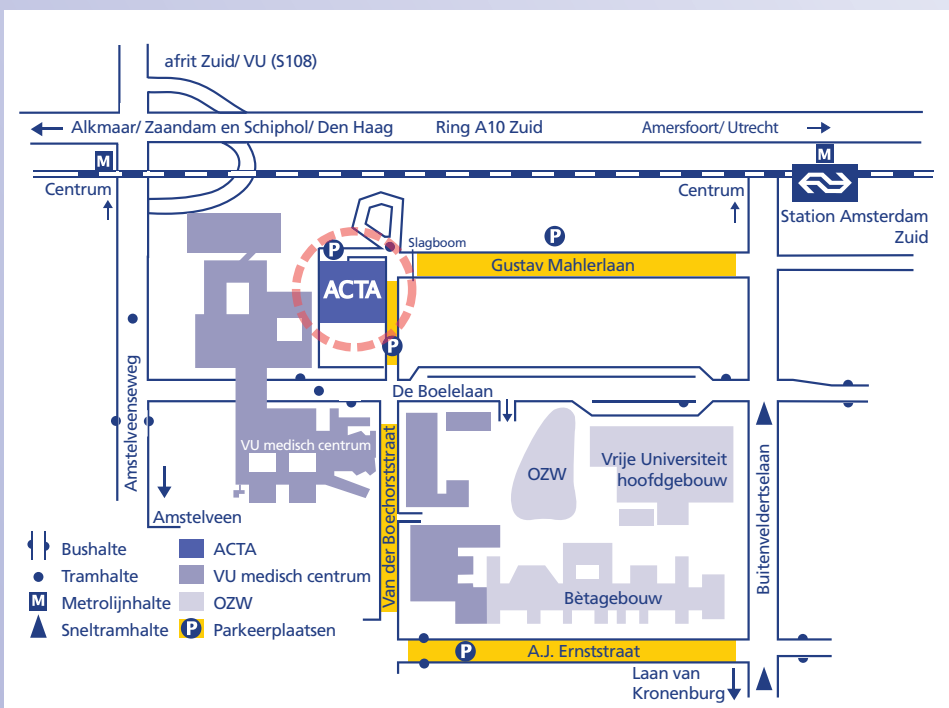 afrit Zuid/ VU (S108)
Alkmaar/ Zaandam en Schiphol/ Den Haag
Ring A10 Zuid
Amersfoort/ Utrecht
M
M
Centrum
Centrum
Station Amsterdam
Zuid
P
Slagboom
P
Gustav Mahlerlaan
ACTA
P
De Boelelaan
Amstelveenseweg
VU medisch centrum
Van der Boechorststraat
OZW
Vrije Universiteit
hoofdgebouw
Buitenveldertselaan
Amstelveen
Bètagebouw
Bushalte
ACTA
Tramhalte
VU medisch centrum
M Metrolijnhalte
OZW
Sneltramhalte
P Parkeerplaatsen
P
A.J. Ernststraat
Laan van
Kronenburg